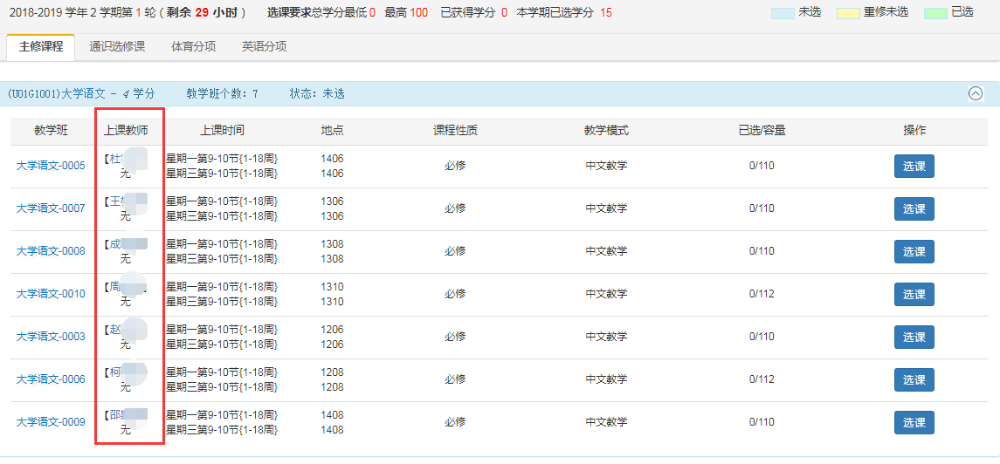 2018-2019 学年 2 学期第 1 轮 ( 剩余 29 小时 ) 选课要求总学分最低 0 最高 100 已获得学分 0 本学期已选学分 15 未选 重修未选 已选
主修课程 通识选修课 体育分项 英语分项
(U01G1001)大学语文 - 4 学分 教学班个数: 7 状态: 未选
教学班 上课教师 上课时间 地点 课程性质 教学模式 已选/容量 操作
大学语文-0005 【杜 无 星期一第9-10节{1-18周} 1406 必修 中文教学 0/110 选课
星期三第9-10节{1-18周} 1406
大学语文-0007 【王 无 星期一第9-10节{1-18周} 1306 必修 中文教学 0/110 选课
星期三第9-10节{1-18周} 1306
大学语文-0008 【成 无 星期一第9-10节{1-18周} 1308 必修 中文教学 0/110 选课
星期三第9-10节{1-18周} 1308
大学语文-0010 【周 】 无 星期一第9-10节{1-18周} 1310 必修 中文教学 0/112 选课
星期三第9-10节{1-18周} 1310
大学语文-0003 【赵 无 星期一第9-10节{1-18周} 1206 必修 中文教学 0/110 选课
星期三第9-10节{1-18周} 1206
大学语文-0006 【柯 无 星期一第9-10节{1-18周} 1208 必修 中文教学 0/112 选课
星期三第9-10节{1-18周} 1208
大学语文-0009 【邵 无 星期一第9-10节{1-18周} 1408 必修 中文教学 0/110 选课
星期三第9-10节{1-18周} 1408